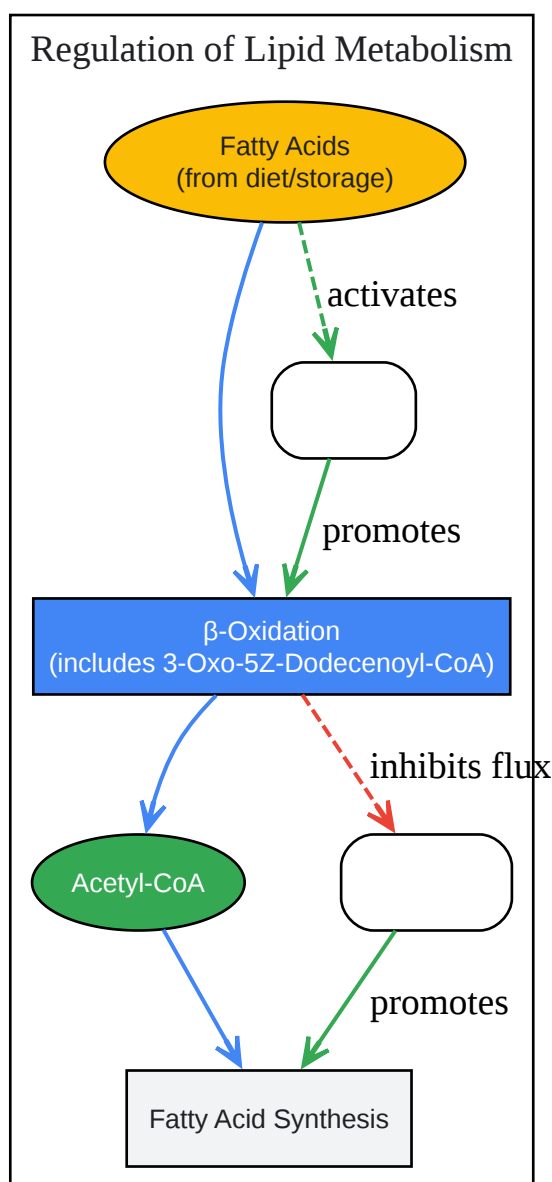 Regulation of Lipid Metabolism
Fatty Acids
(from diet/storage)
activates
promotes
β-Oxidation
(includes 3-Oxo-5Z-Dodecenoyl-CoA)
inhibits flux
Acetyl-CoA
promotes
Fatty Acid Synthesis